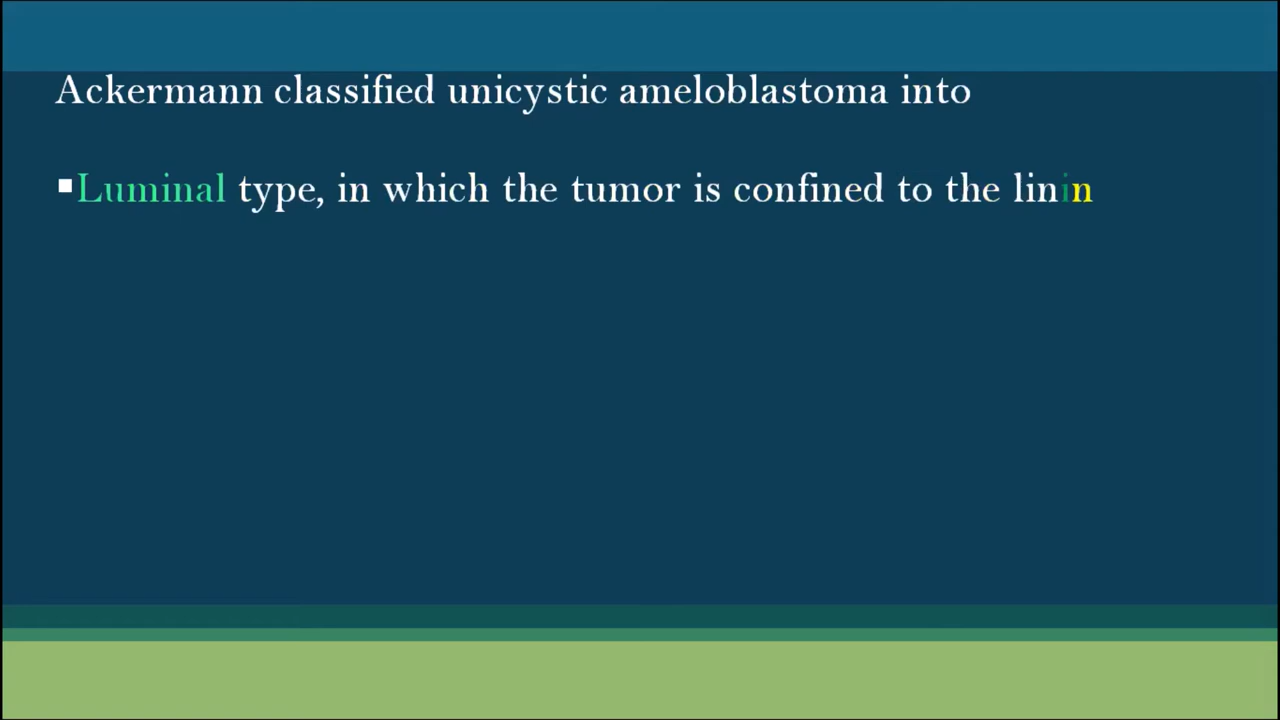 Ackermann classified unicystic ameloblastoma into
▪Luminal type, in which the tumor is confined to the linin